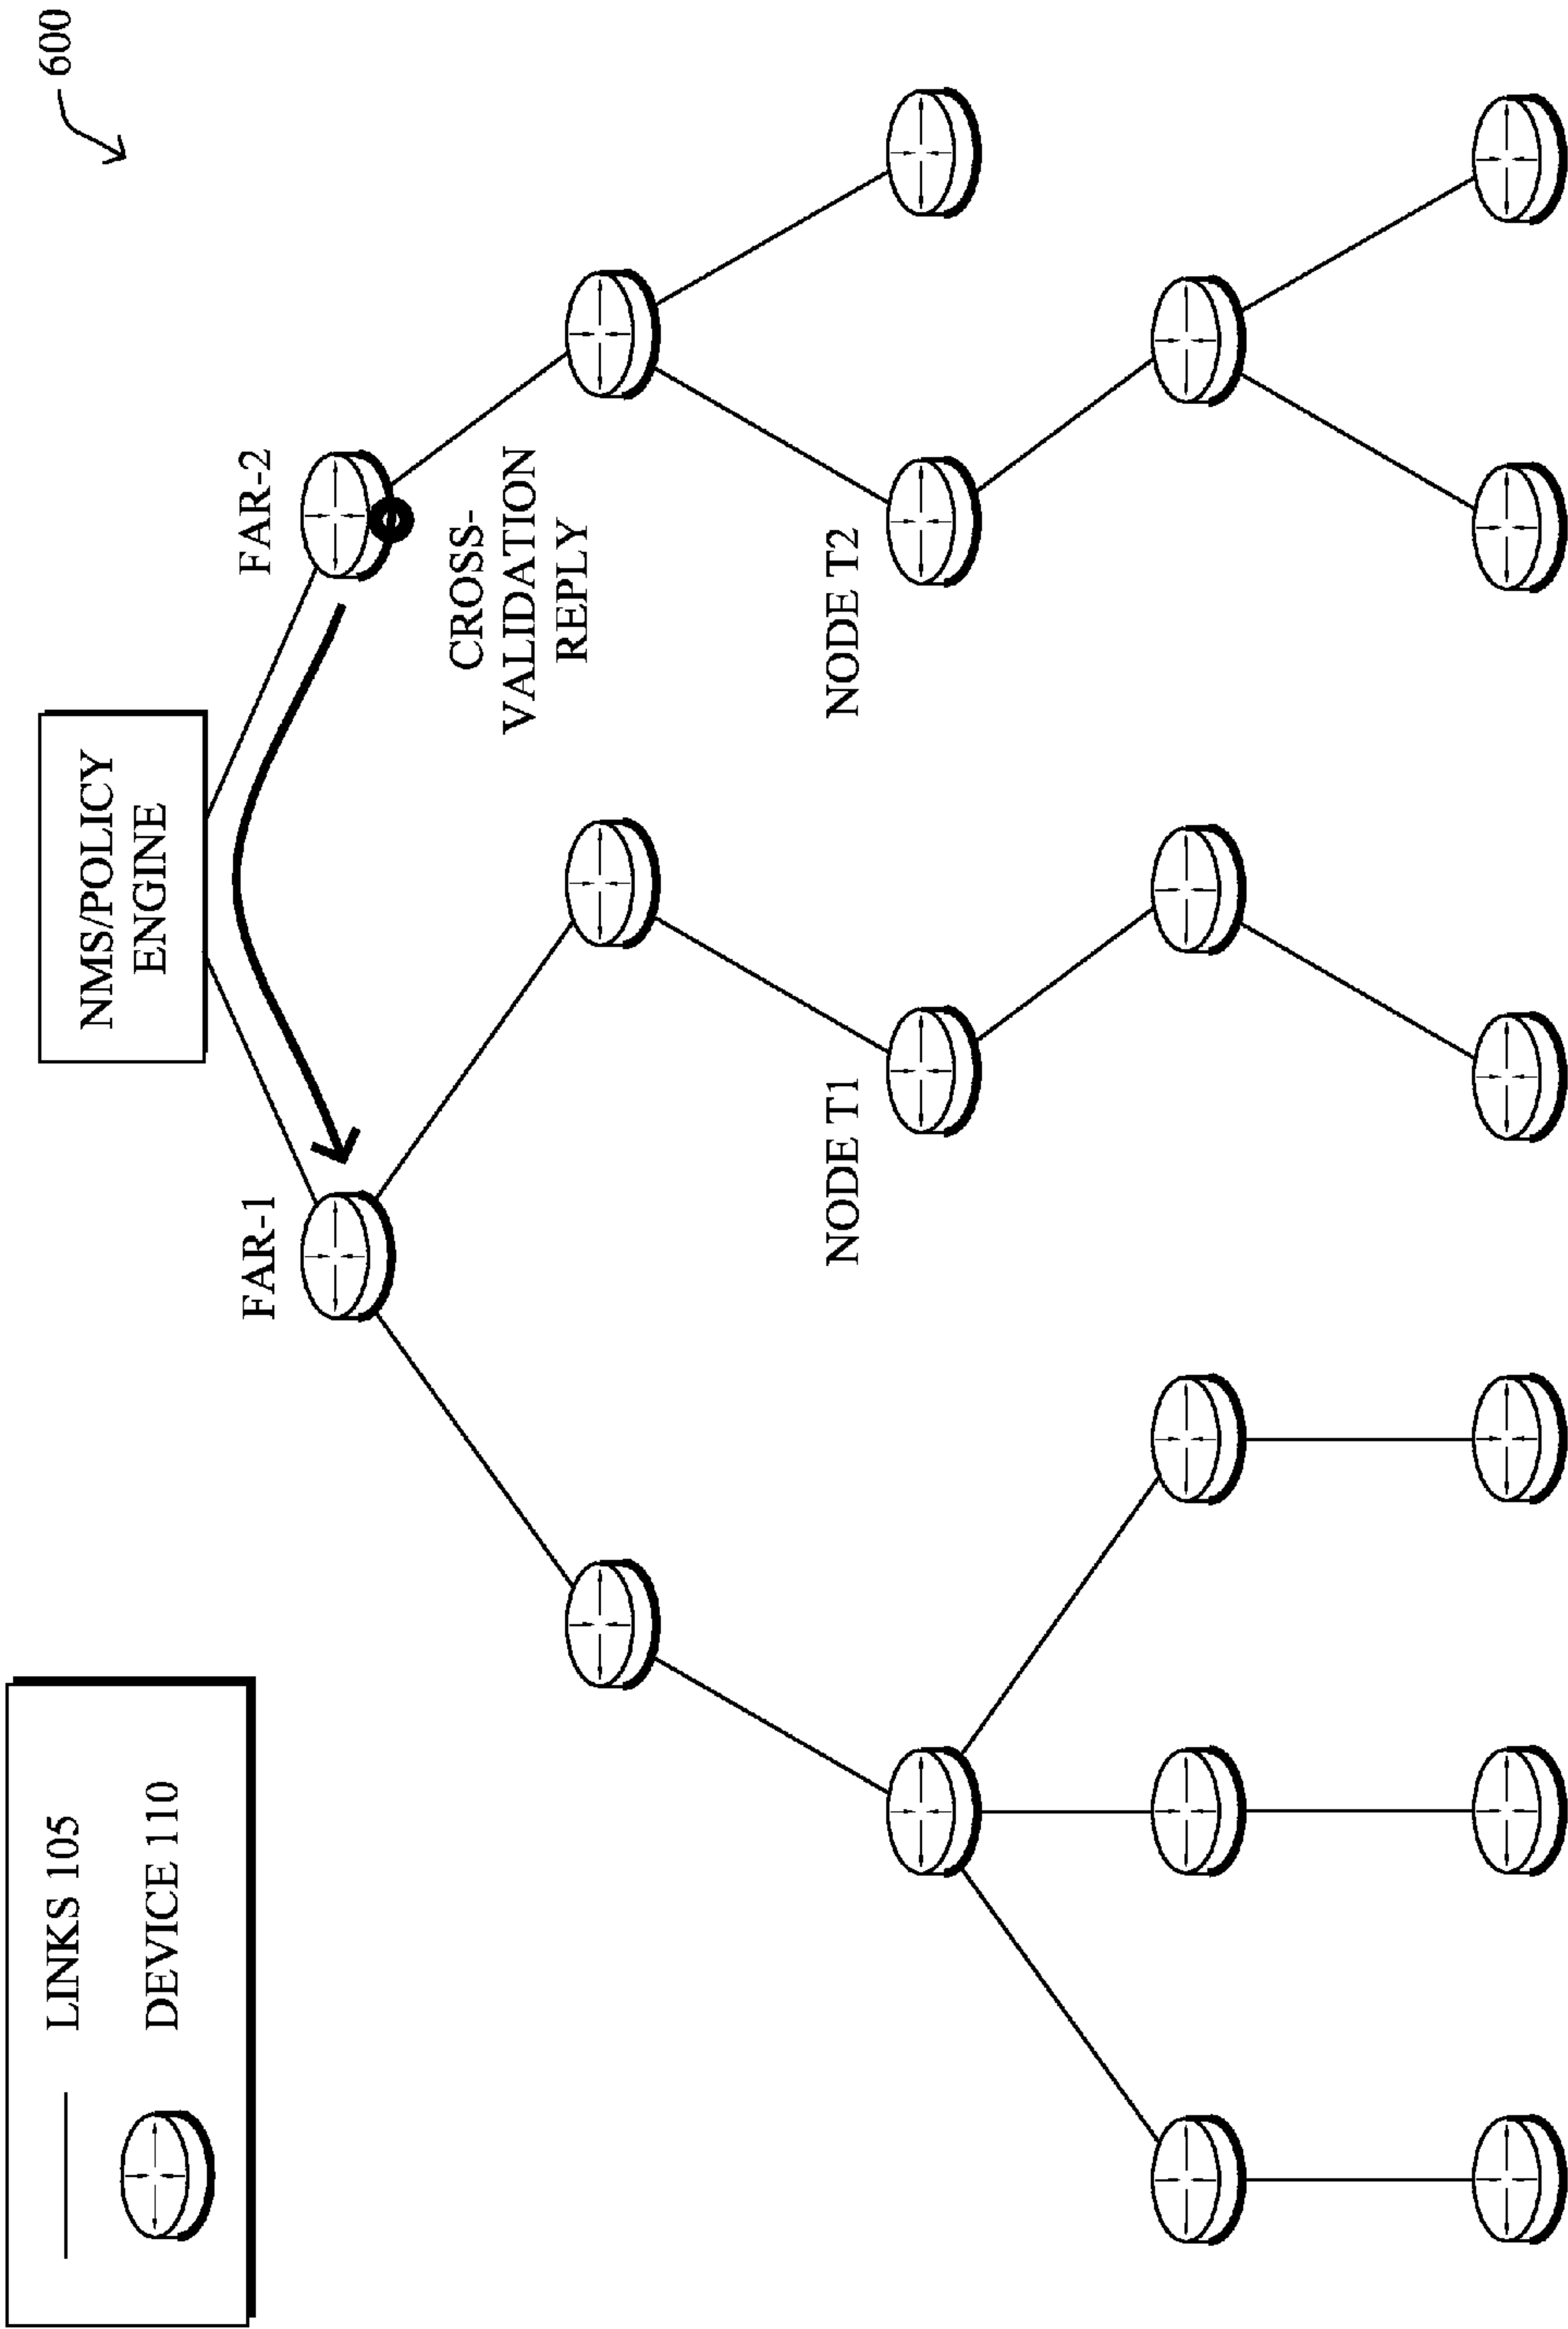 LINKS 105
DEVICE 110
NMS/POLICY
ENGINE
600
FAR-1
FAR-2
CROSS-
VALIDATION
REPLY
NODE T1
NODE T2